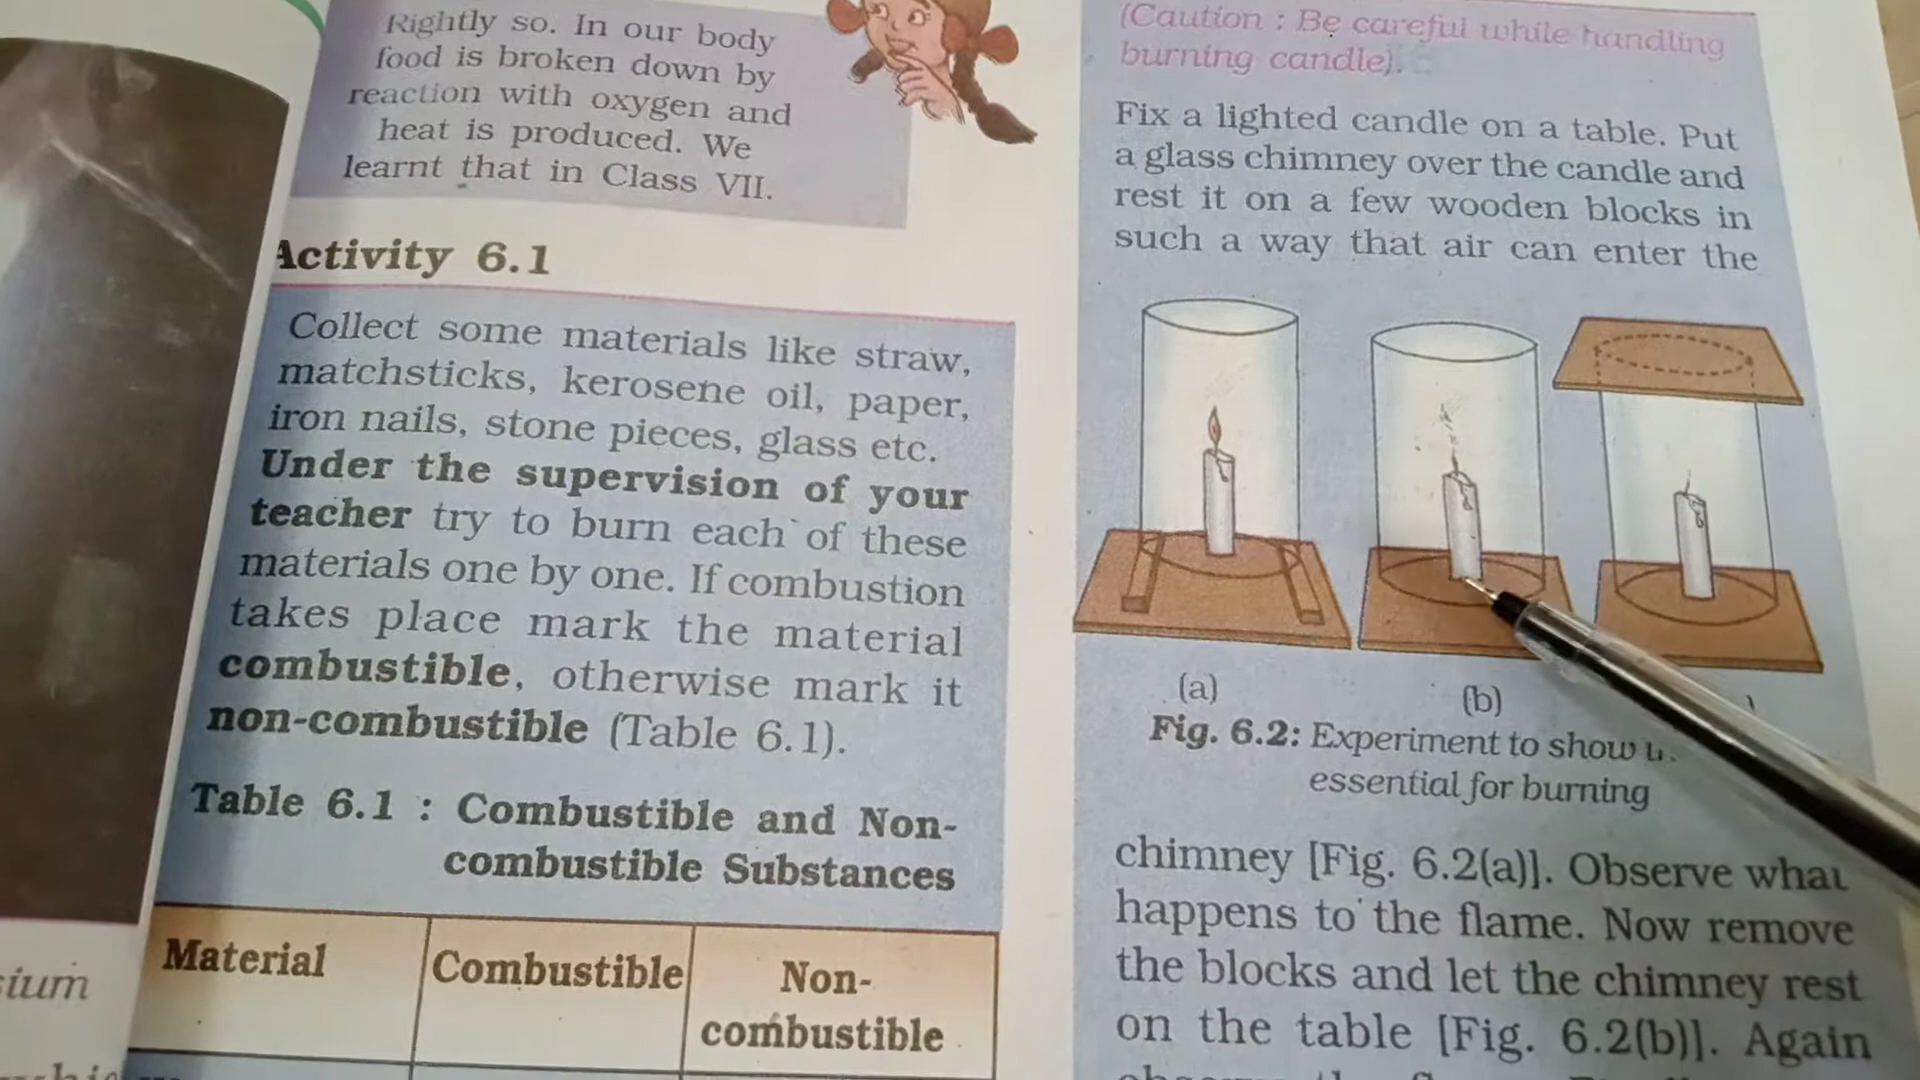 Rightly so. In our body
food is broken down by
reaction with oxygen and
heat is produced. We
learnt that in Class VII.
Activity 6.1
Collect some materials like straw,
matchsticks, kerosene oil, paper,
iron nails, stone pieces, glass etc.
Under the supervision of your
teacher try to burn each of these
materials one by one. If combustion
takes place mark the material
combustible, otherwise mark it
non-combustible (Table 6.1).
Table 6.1 : Combustible and Non-
combustible Substances
Material
Combustible
Non-
combustible
(Caution : Be careful while handling
burning candle).
Fix a lighted candle on a table. Put
a glass chimney over the candle and
rest it on a few wooden blocks in
such a way that air can enter the
(a)
(b)
Fig. 6.2: Experiment to show
essential for burning
chimney [Fig. 6.2(a)]. Observe what
happens to the flame. Now remove
the blocks and let the chimney rest
on the table [Fig. 6.2(b)]. Again